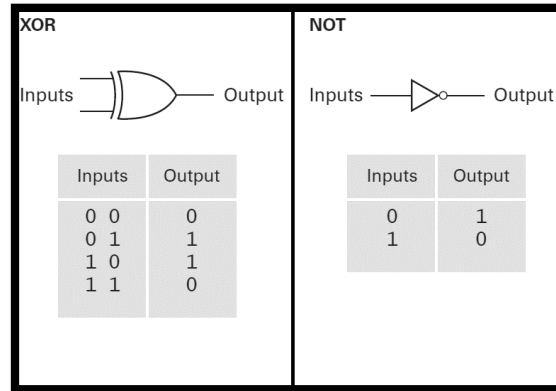 XOR
Inputs Output
Inputs Output
0 0 0
0 1 1
1 0 1
1 1 0
NOT
Inputs Output
Inputs Output
0 1
1 0